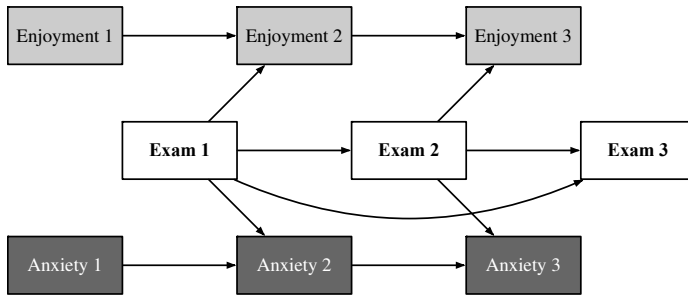 Enjoyment 1
Enjoyment 2
Enjoyment 3
Exam 1
Exam 2
Exam 3
Anxiety 1
Anxiety 2
Anxiety 3